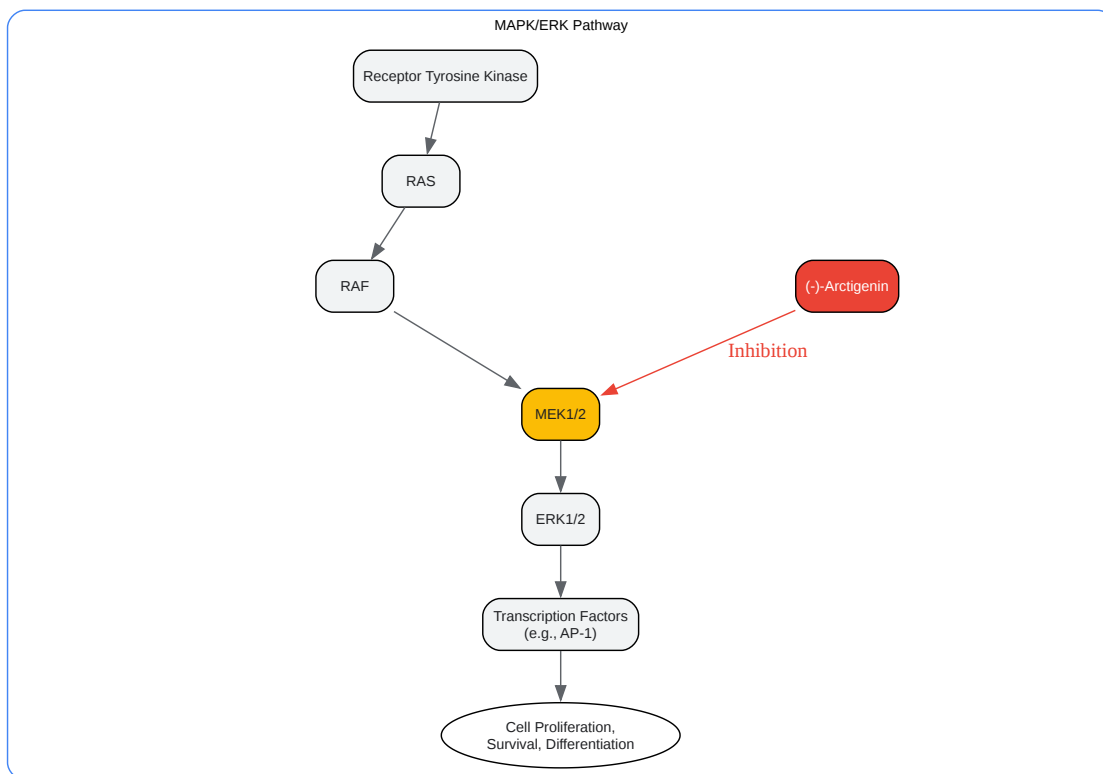 MAPK/ERK Pathway
Receptor Tyrosine Kinase
RAS
RAF
(-)-Arctigenin
Inhibition
MEK1/2
ERK1/2
Transcription Factors
(e.g., AP-1)
Cell Proliferation,
Survival, Differentiation